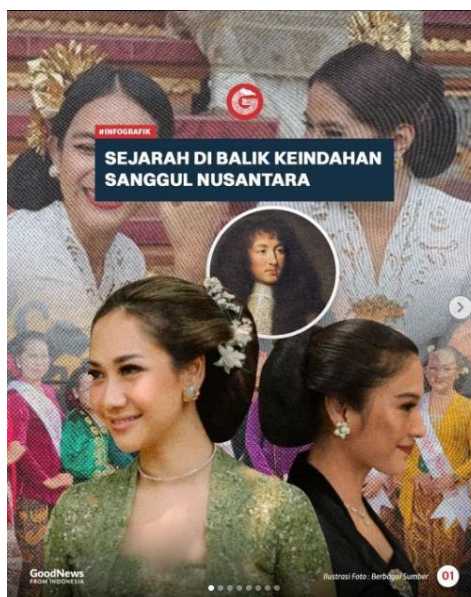 #INFOGRAFIK
SEJARAH DI BALIK KEINDAHAN
SANGGUL NUSANTARA
GoodNews
FROM INDONESIA
Ilustrasi Foto : Berbagai Sumber
01